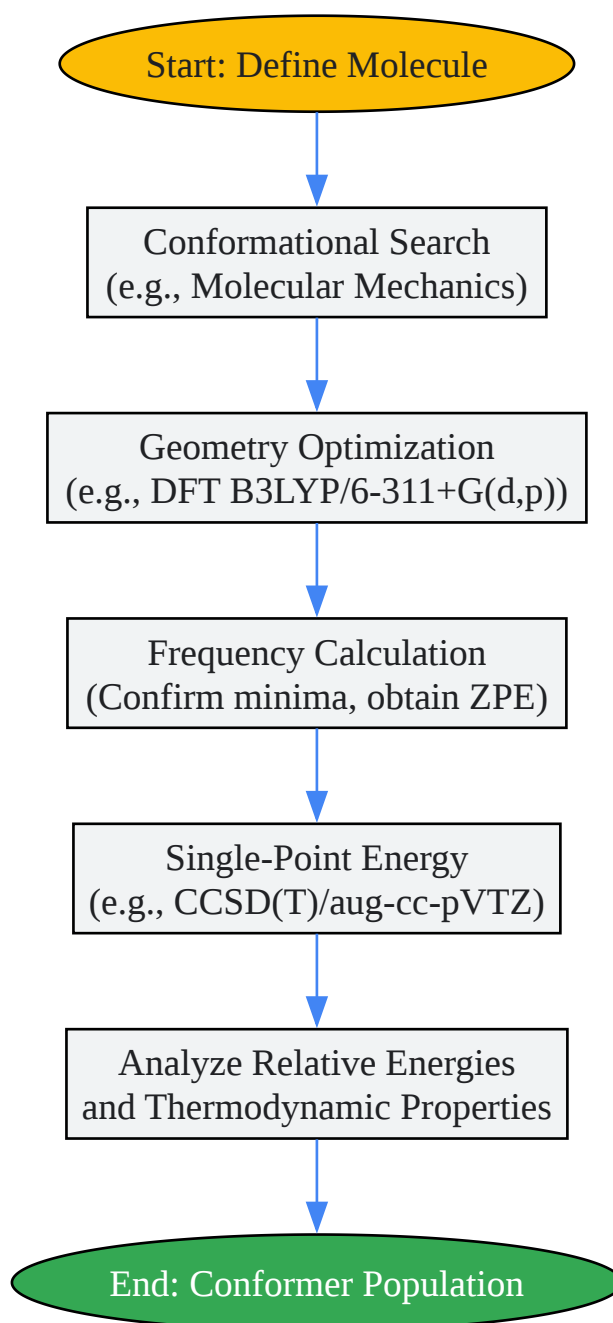 Start: Define Molecule
Conformational Search
(e.g., Molecular Mechanics)
Geometry Optimization
(e.g., DFT B3LYP/6-311+G(d,p))
Frequency Calculation
(Confirm minima, obtain ZPE)
Single-Point Energy
(e.g., CCSD(T)/aug-cc-pVTZ)
Analyze Relative Energies
and Thermodynamic Properties
End: Conformer Population